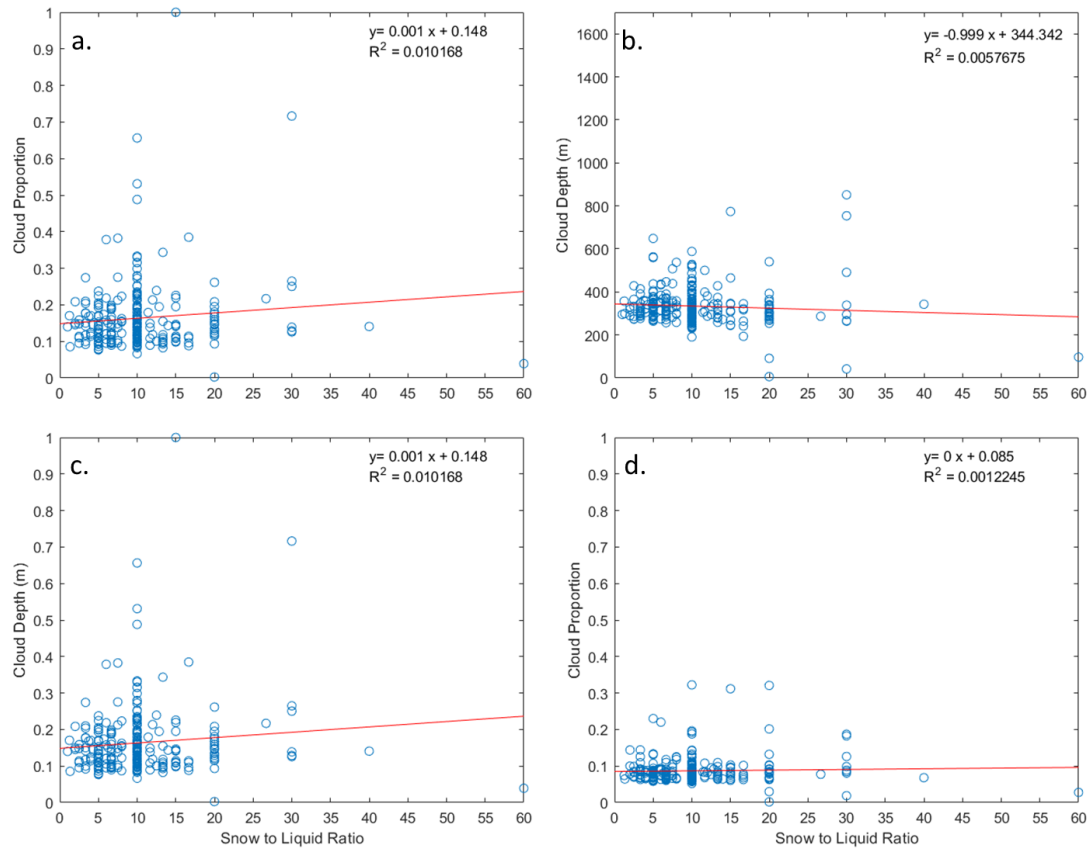 a.
y= 0.001 x + 0.148
R² = 0.010168
1
0.9
0.8
0.7
0.6
0.5
0.4
0.3
0.2
0.1
0
Cloud Proportion
0 5 10 15 20 25 30 35 40 45 50 55 60
b.
y= -0.999 x + 344.342
R² = 0.0057675
1600
1400
1200
1000
800
600
400
200
0
Cloud Depth (m)
0 5 10 15 20 25 30 35 40 45 50 55 60
c.
y= 0.001 x + 0.148
R² = 0.010168
1
0.9
0.8
0.7
0.6
0.5
0.4
0.3
0.2
0.1
0
Cloud Depth (m)
0 5 10 15 20 25 30 35 40 45 50 55 60
Snow to Liquid Ratio
d.
y= 0 x + 0.085
R² = 0.0012245
1
0.9
0.8
0.7
0.6
0.5
0.4
0.3
0.2
0.1
0
Cloud Proportion
0 5 10 15 20 25 30 35 40 45 50 55 60
Snow to Liquid Ratio